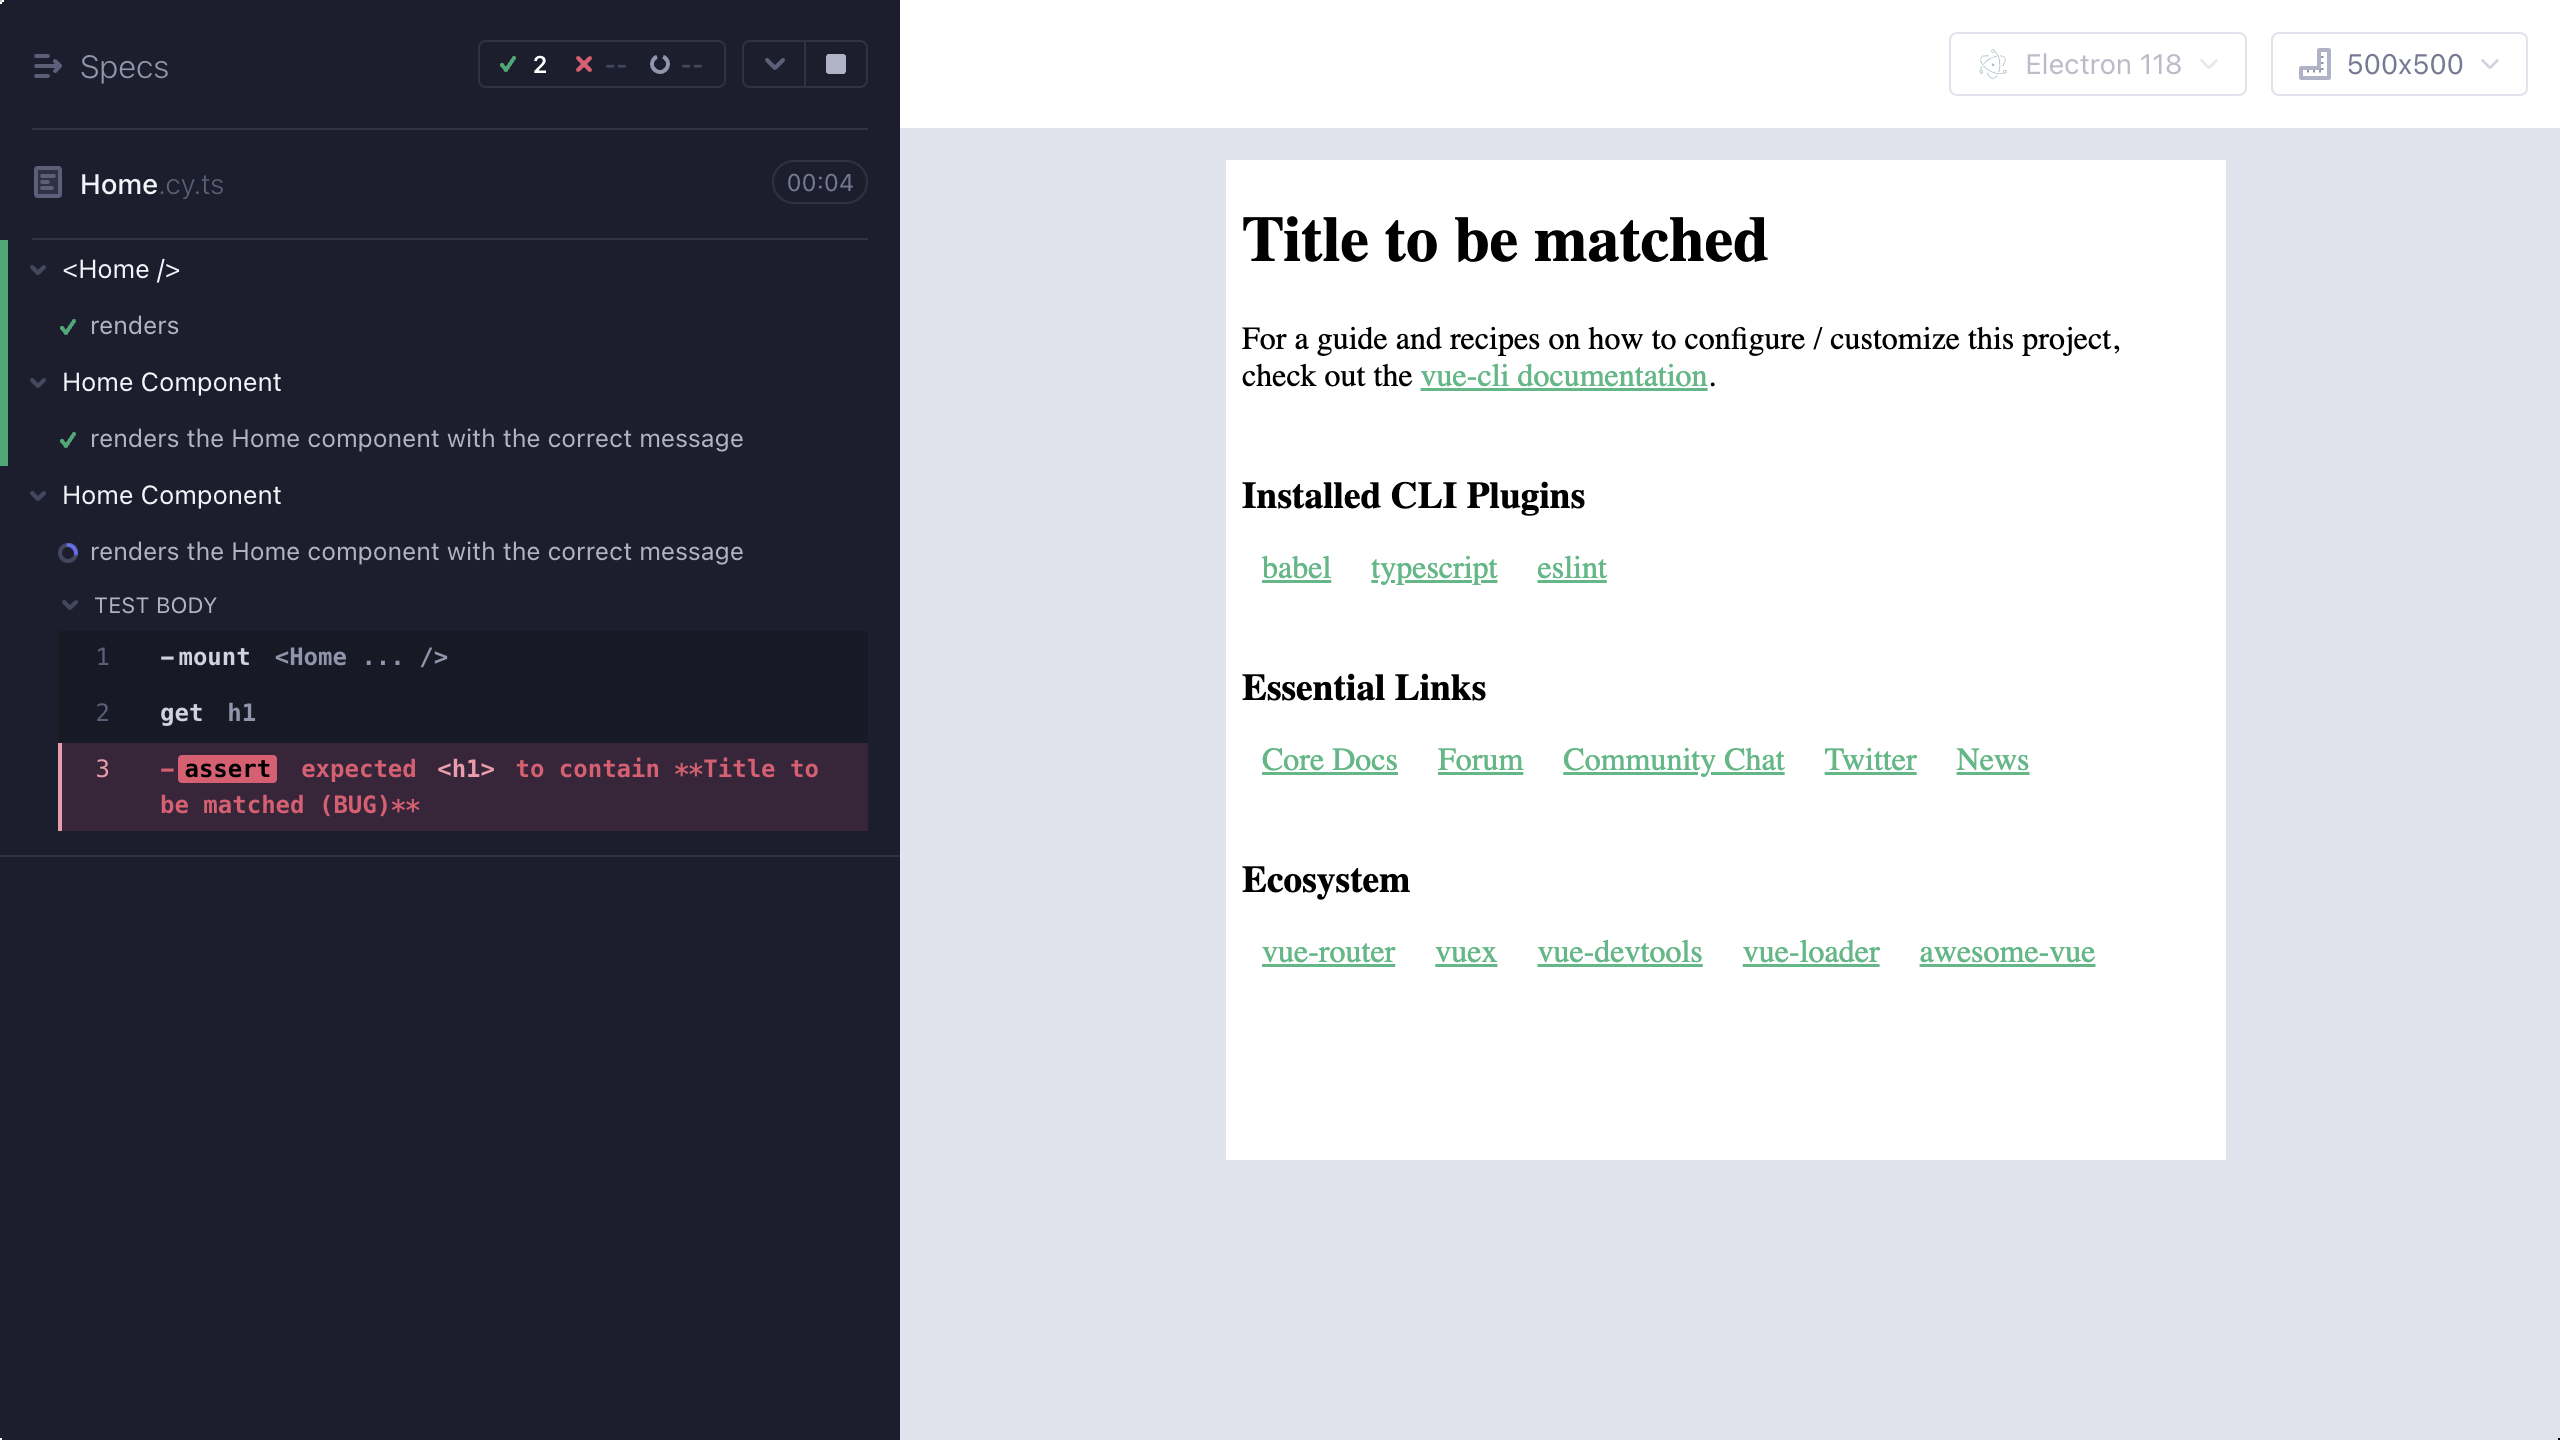 Specs
2 -- --
Home.cy.ts
00:04
<Home />
renders
Home Component
renders the Home component with the correct message
Home Component
renders the Home component with the correct message
TEST BODY
1 -mount <Home ... />
2 get h1
3 -assert expected <h1> to contain **Title to
be matched (BUG)**
Electron 118
500x500
Title to be matched
For a guide and recipes on how to configure / customize this project,
check out the vue-cli documentation.
Installed CLI Plugins
babel typescript eslint
Essential Links
Core Docs Forum Community Chat Twitter News
Ecosystem
vue-router vuex vue-devtools vue-loader awesome-vue